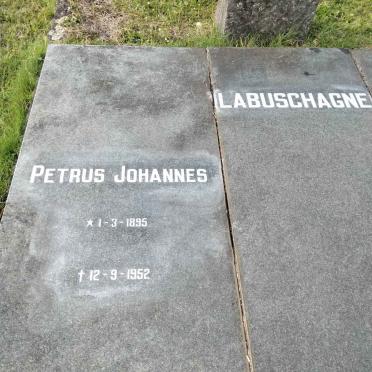 LABUSCHAGNE
PETRUS JOHANNES
★ 1 - 3 - 1895
† 12 - 9 - 1952